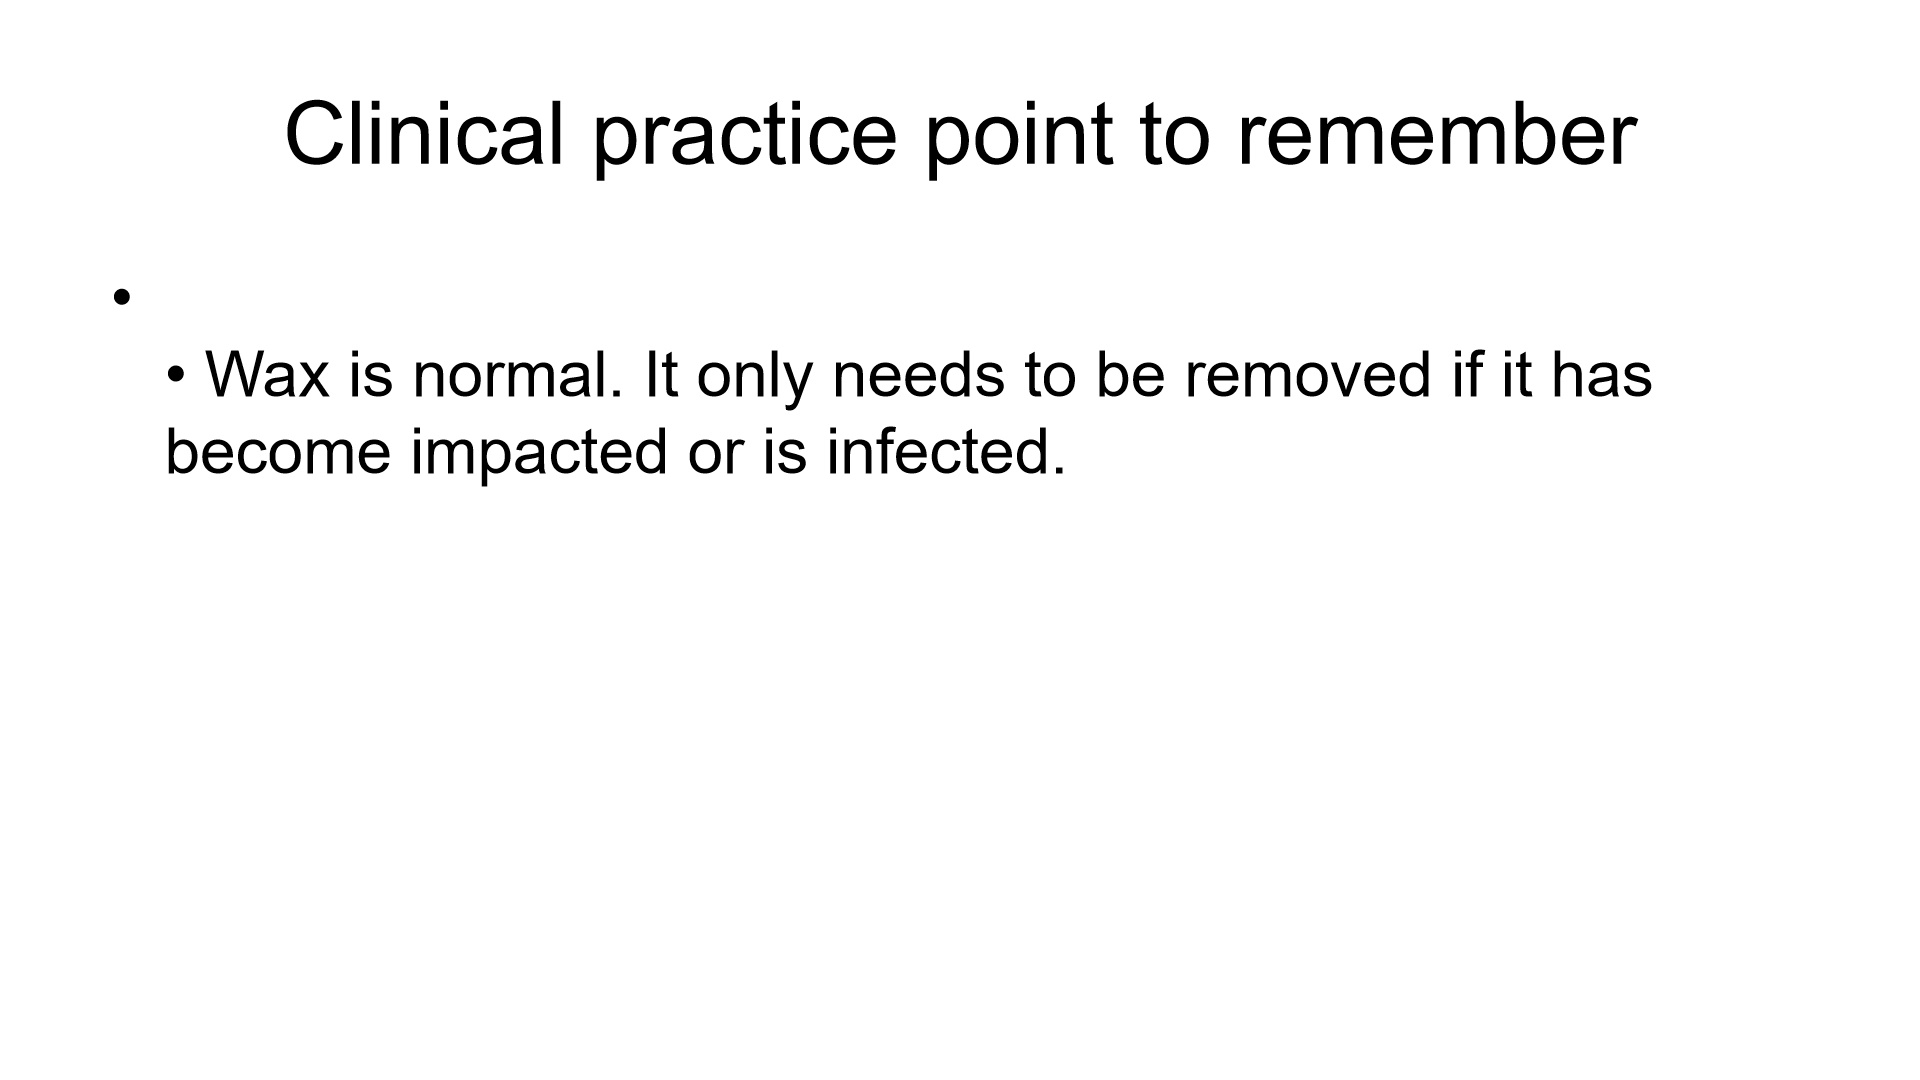 Clinical practice point to remember
•
• Wax is normal. It only needs to be removed if it has
become impacted or is infected.